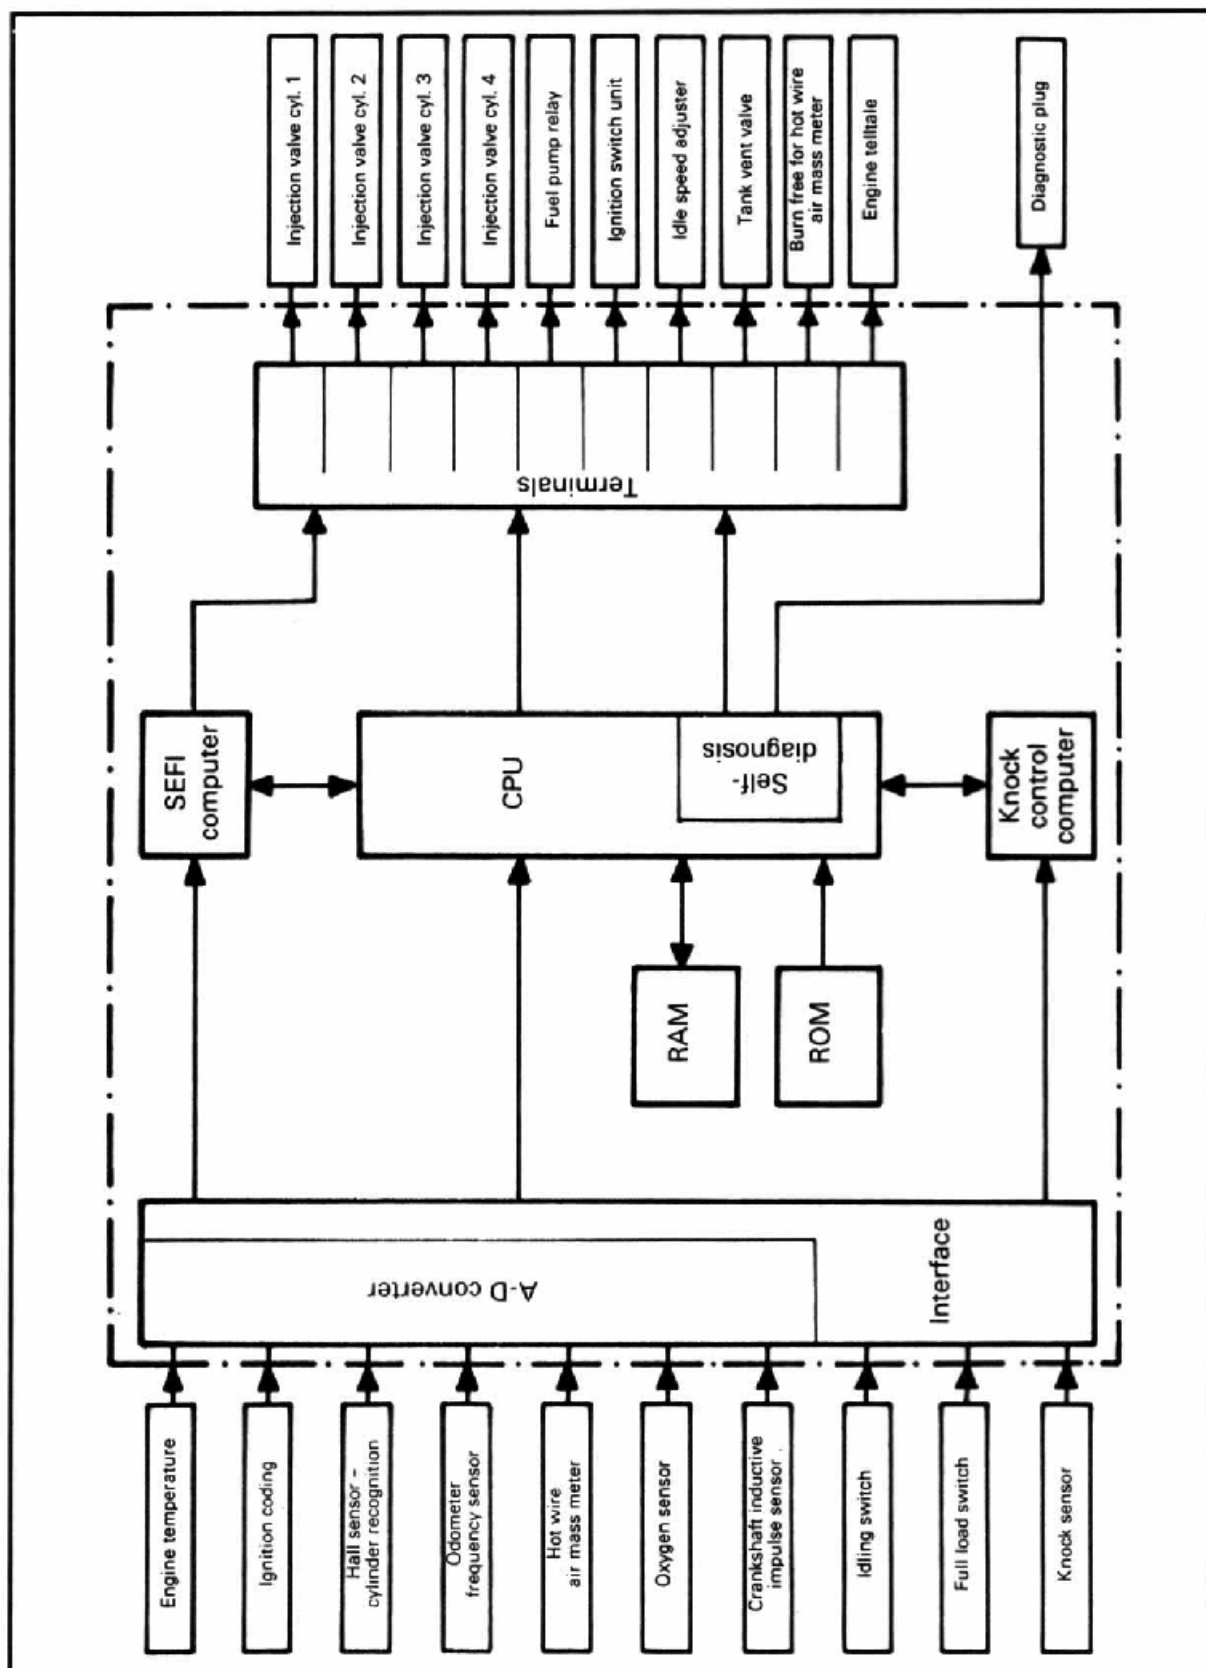 Injection valve cyl. 1
Injection valve cyl. 2
Injection valve cyl. 3
Injection valve cyl. 4
Fuel pump relay
Ignition switch unit
Idle speed adjuster
Tank vent valve
Burn free for hot wire
air mass meter
Engine telltale
Diagnostic plug
Terminals
SEFI
computer
CPU
Self-
diagnosis
Knock
control
computer
RAM
ROM
A-D converter
Interface
Engine temperature
Ignition coding
Hall sensor –
cylinder recognition
Odometer
frequency sensor
Hot wire
air mass meter
Oxygen sensor
Crankshaft inductive
impulse sensor .
Idling switch
Full load switch
Knock sensor